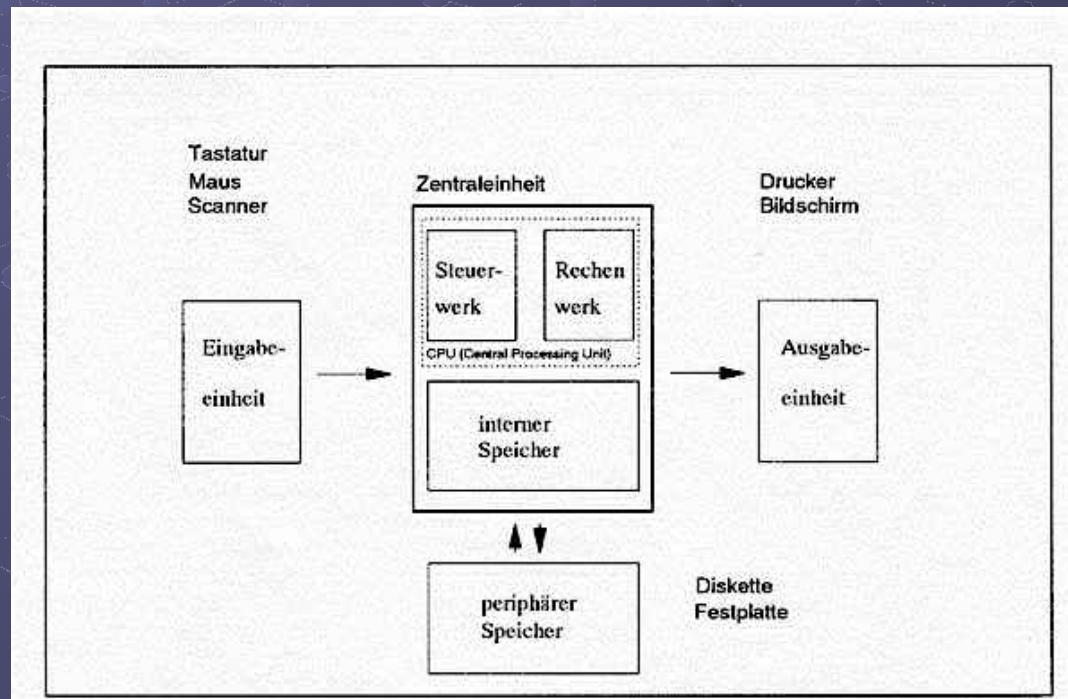 Tastatur
Maus
Scanner
Zentraleinheit
Drucker
Bildschirm
Eingabe-
einheit
Steuer-
werk
Rechen
werk
CPU (Central Processing Unit)
interner
Speicher
Ausgabe-
einheit
periphärer
Speicher
Diskette
Festplatte